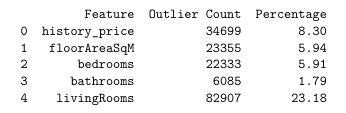 Feature Outlier Count Percentage
0 history_price 34699 8.30
1 floorAreaSqM 23355 5.94
2 bedrooms 22333 5.91
3 bathrooms 6085 1.79
4 livingRooms 82907 23.18